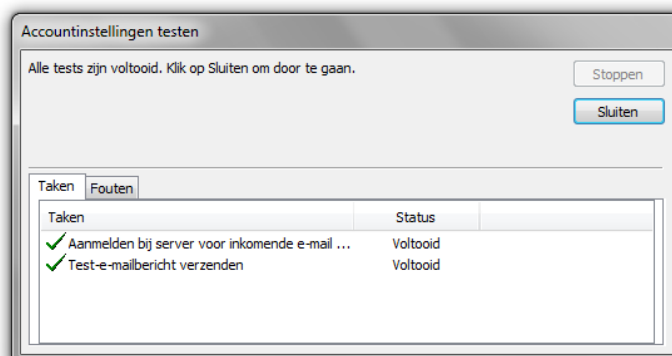 Accountinstellingen testen
Alle tests zijn voltooid. Klik op Sluiten om door te gaan.
Stoppen
Sluiten
Taken Fouten
Taken Status
Aanmelden bij server voor inkomende e-mail ... Voltooid
Test-e-mailbericht verzenden Voltooid